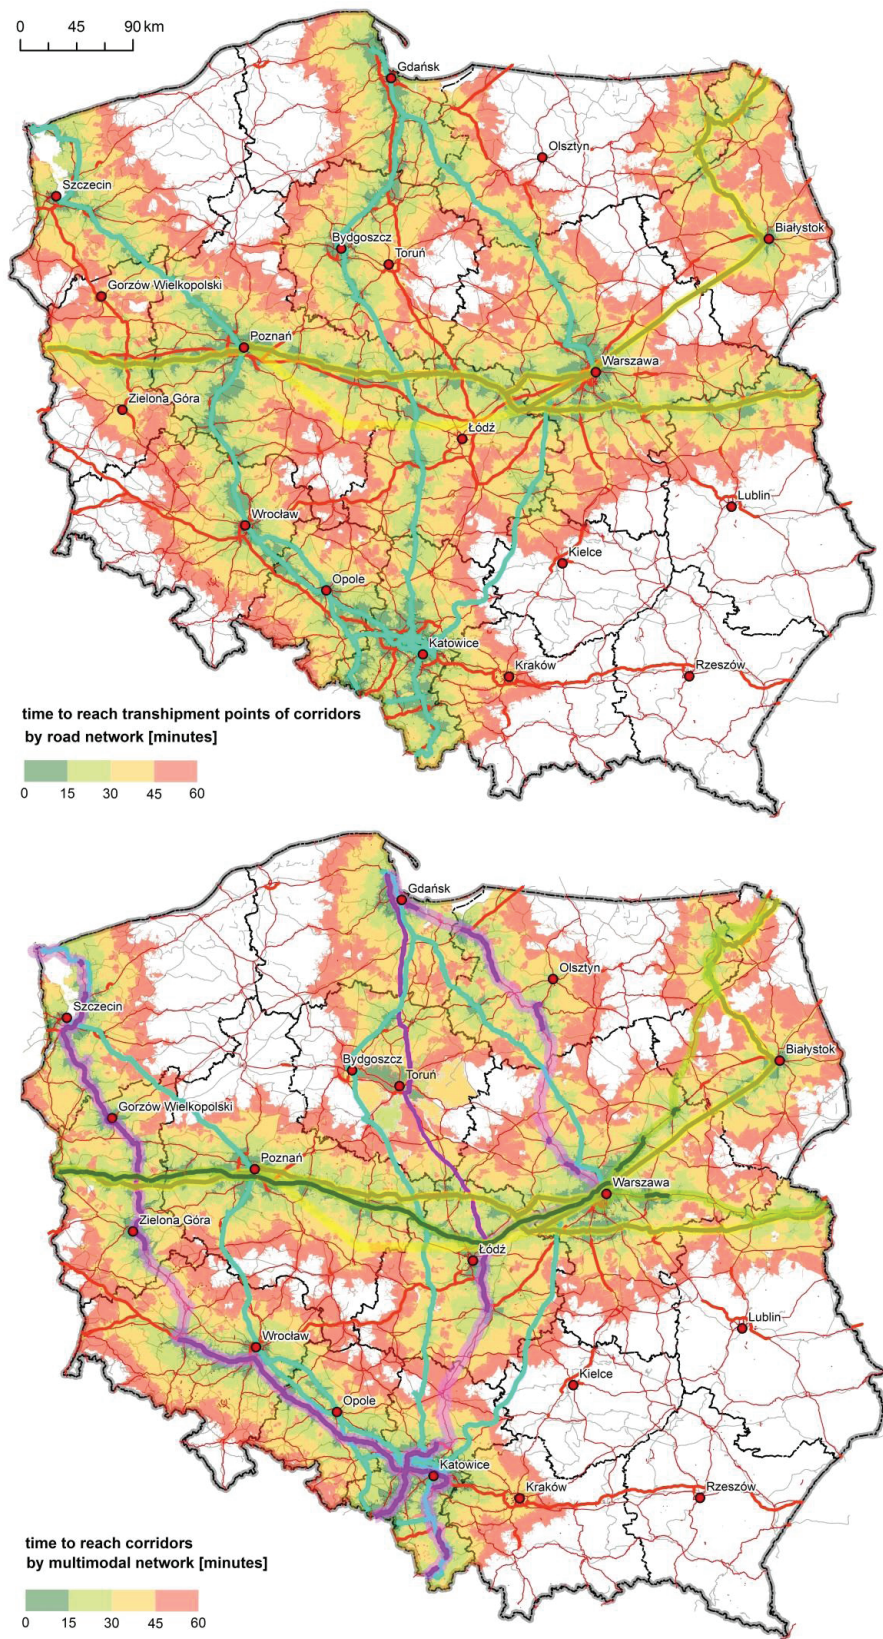 0 45 90 km
Gdańsk
Olsztyn
Szczecin
Białystok
Bydgoszcz
Toruń
Gorzów Wielkopolski
Poznań
Warszawa
Zielona Góra
Łódź
Lublin
Wrocław
Kielce
Opole
Katowice
Kraków
Rzeszów
time to reach transhipment points of corridors
by road network [minutes]
0 15 30 45 60
Gdańsk
Olsztyn
Szczecin
Białystok
Bydgoszcz
Toruń
Gorzów Wielkopolski
Poznań
Warszawa
Zielona Góra
Łódź
Lublin
Wrocław
Kielce
Opole
Katowice
Kraków
Rzeszów
time to reach corridors
by multimodal network [minutes]
0 15 30 45 60